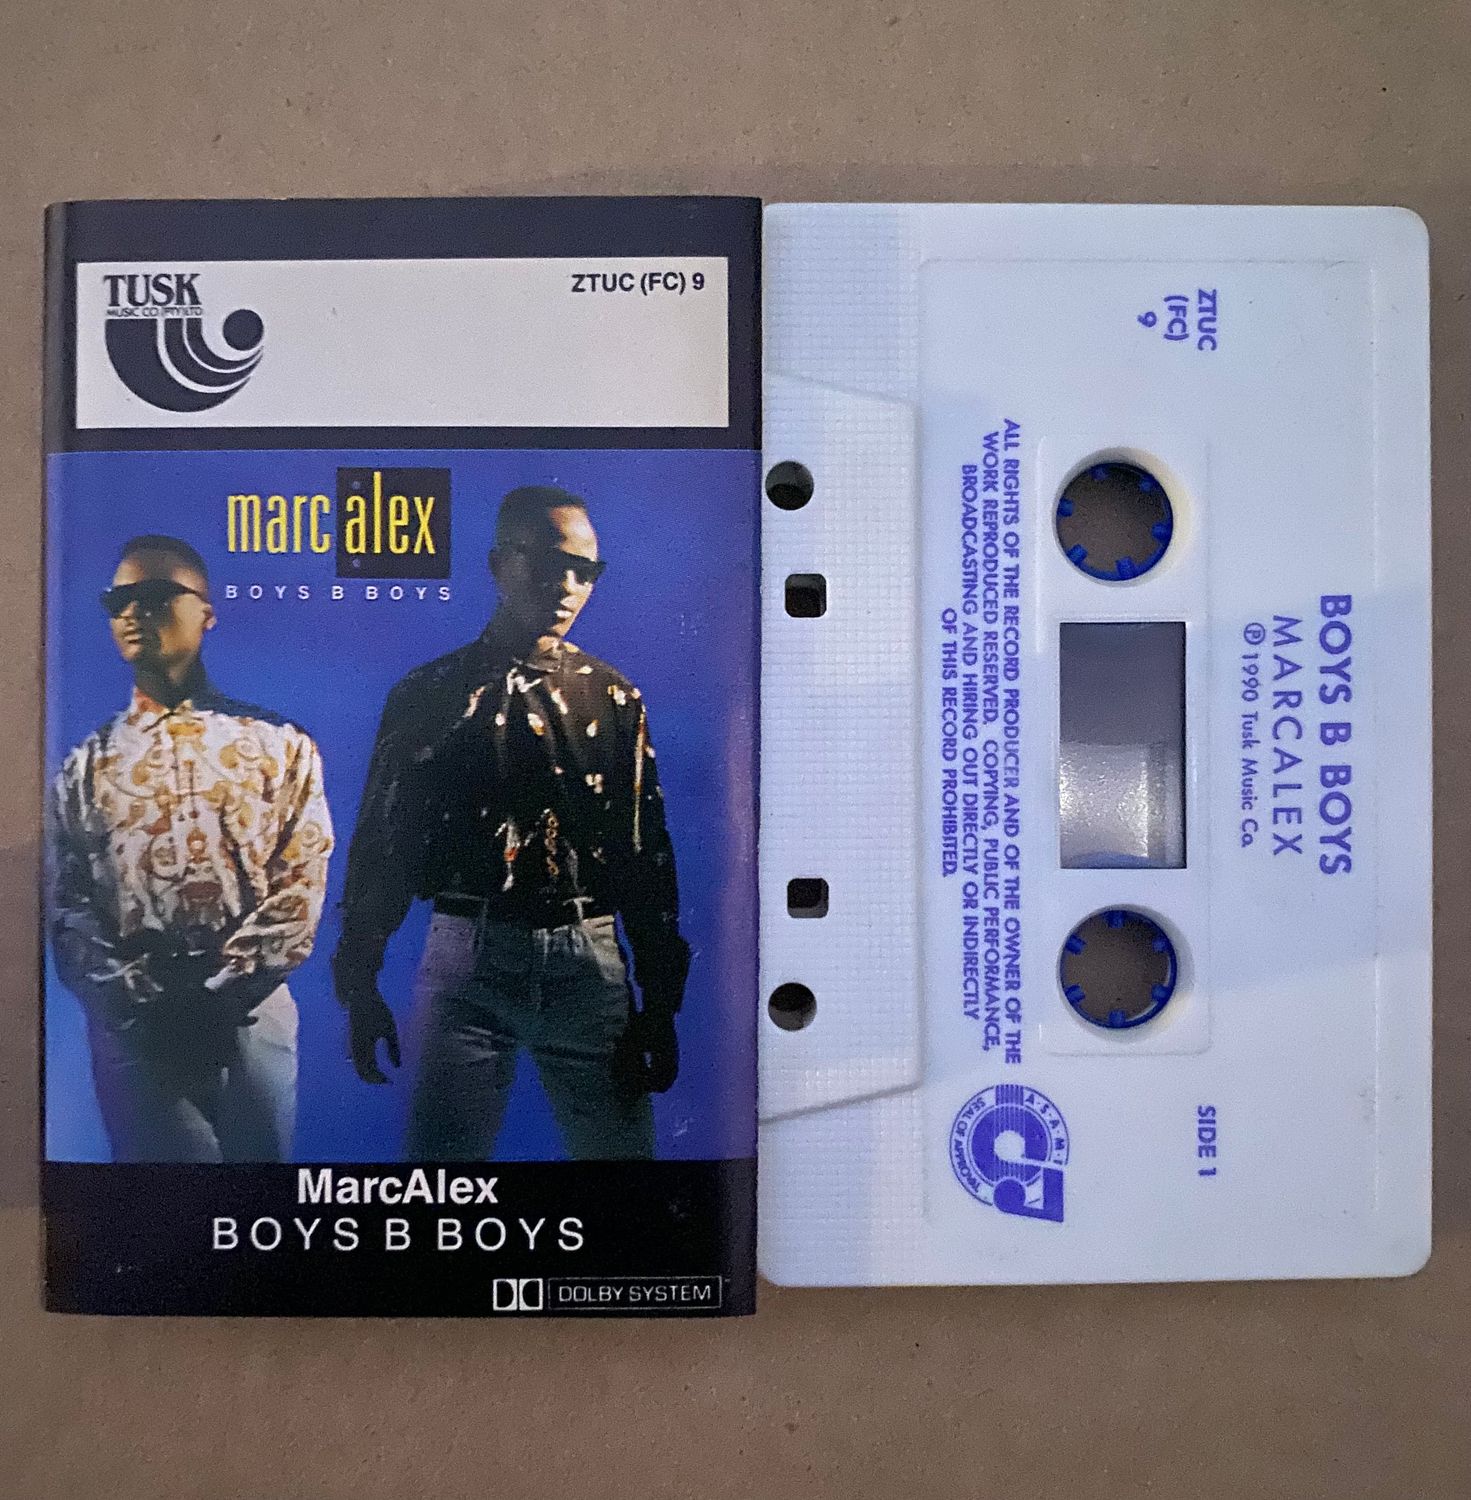 TUSK
MUSIC CO (PTY) LTD
ZTUC (FC) 9
marc alex
BOYS B BOYS
MarcAlex
BOYS B BOYS
DOLBY SYSTEM
BOYS B BOYS
MARCALEX
℗ 1990 Tusk Music Co.
ZTUC
(FC)
9
SIDE 1
ALL RIGHTS OF THE RECORD PRODUCER AND OF THE OWNER OF THE
WORK REPRODUCED RESERVED. COPYING, PUBLIC PERFORMANCE,
BROADCASTING AND HIRING OUT DIRECTLY OR INDIRECTLY
OF THIS RECORD PROHIBITED.
A·S·A·M·I
SEAL OF APPROVAL